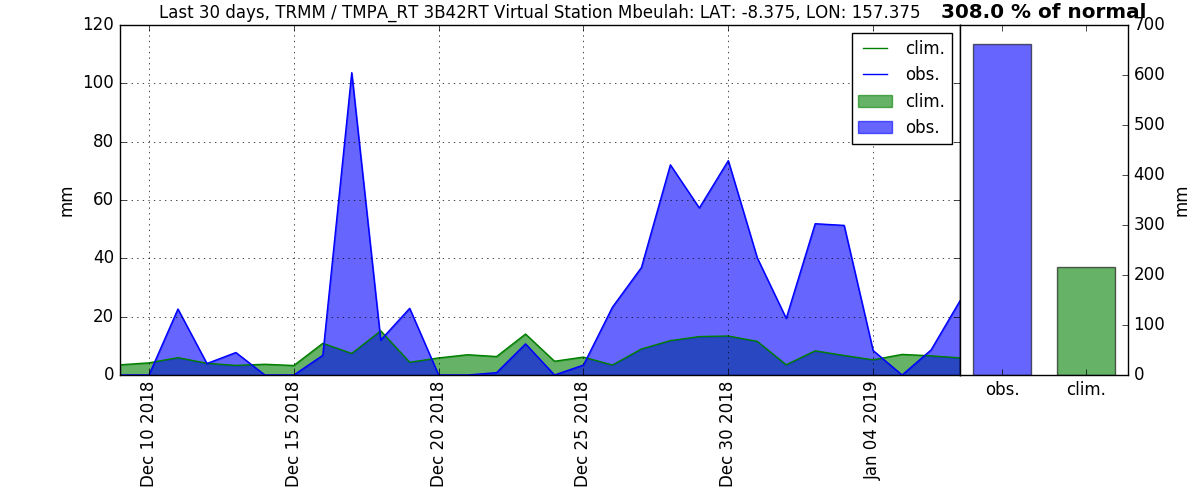 Last 30 days, TRMM / TMPA_RT 3B42RT Virtual Station Mbeulah: LAT: -8.375, LON: 157.375
308.0 % of normal
120
100
80
60
40
20
0
mm
clim.
obs.
clim.
obs.
Dec 10 2018
Dec 15 2018
Dec 20 2018
Dec 25 2018
Dec 30 2018
Jan 04 2019
700
600
500
400
300
200
100
0
mm
obs.
clim.